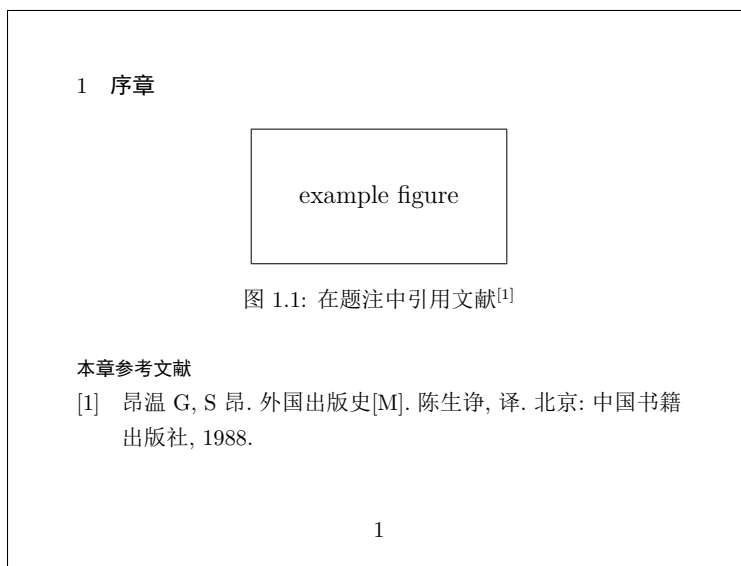 1 序章
example figure
图 1.1: 在题注中引用文献[1]
本章参考文献
[1] 昂温 G, S 昂. 外国出版史[M]. 陈生诤, 译. 北京: 中国书籍
出版社, 1988.
1